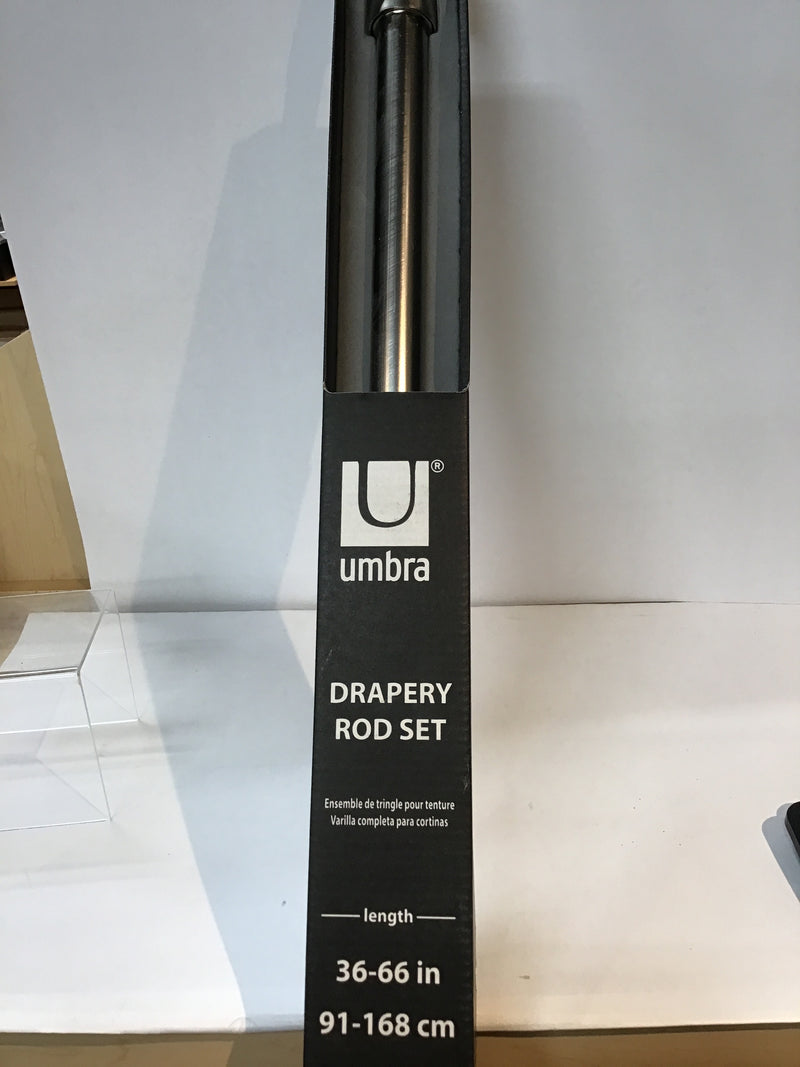 U®
umbra
DRAPERY
ROD SET
Ensemble de tringle pour tenture
Varilla completa para cortinas
length
36-66 in
91-168 cm